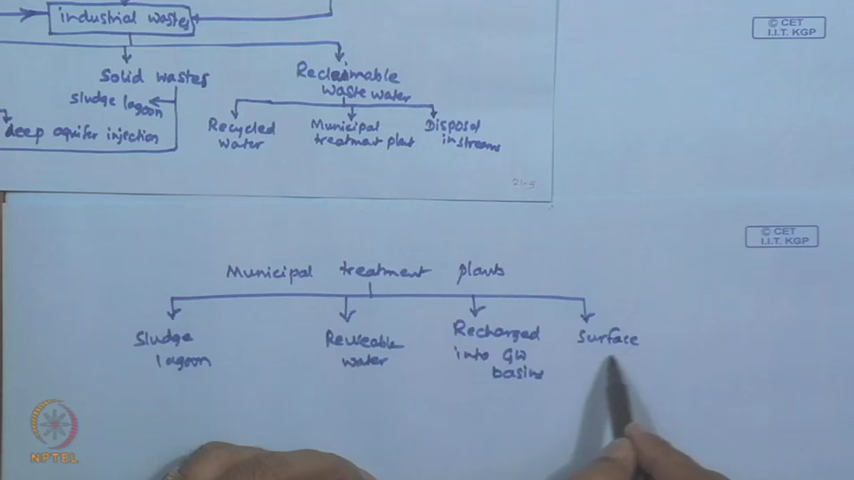 industrial wastes
© CET
I.I.T. KGP
Solid wastes
Reclaimable
waste water
sludge lagoon
deep aquifer injection
Recycled
water
Municipal
treatment plant
Disposal
in streams
© CET
I.I.T. KGP
Municipal treatment plants
Sludge
lagoon
Reuseable
water
Recharged
into GW
basins
Surface
NPTEL